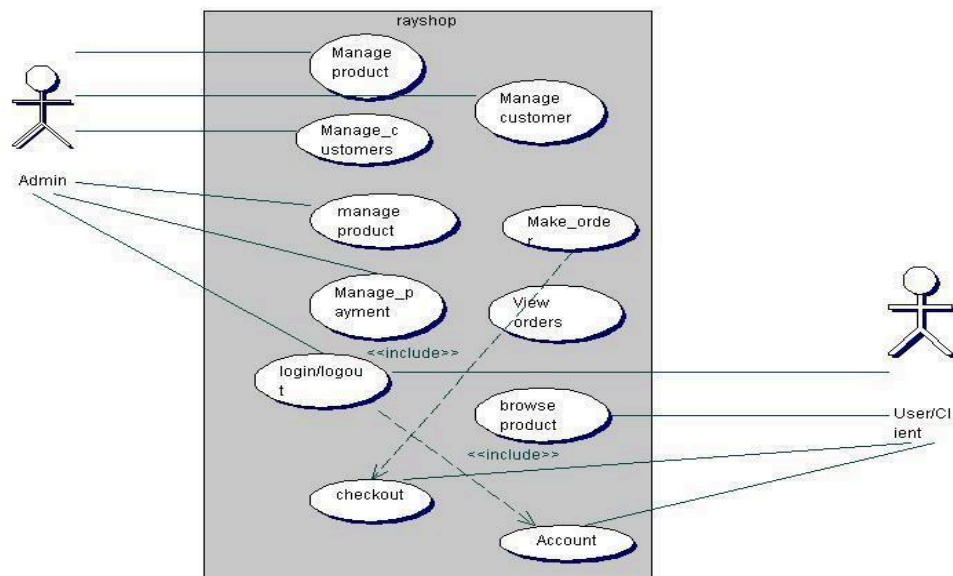 rayshop
Manage
product
Manage
customer
Manage_c
ustomers
Admin
manage
product
Make_orde
r
Manage_p
ayment
View
orders
<<include>>
login/logou
t
browse
product
User/Cl
ient
<<include>>
checkout
Account